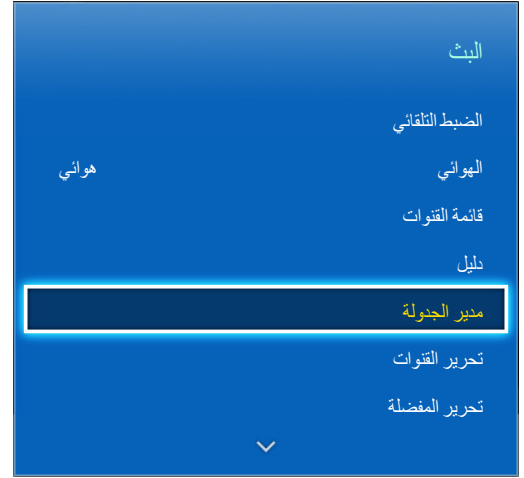 البث
الضبط التلقائي
الهوائي هوائي
قائمة القنوات
دليل
مدير الجدولة
تحرير القنوات
تحرير المفضلة